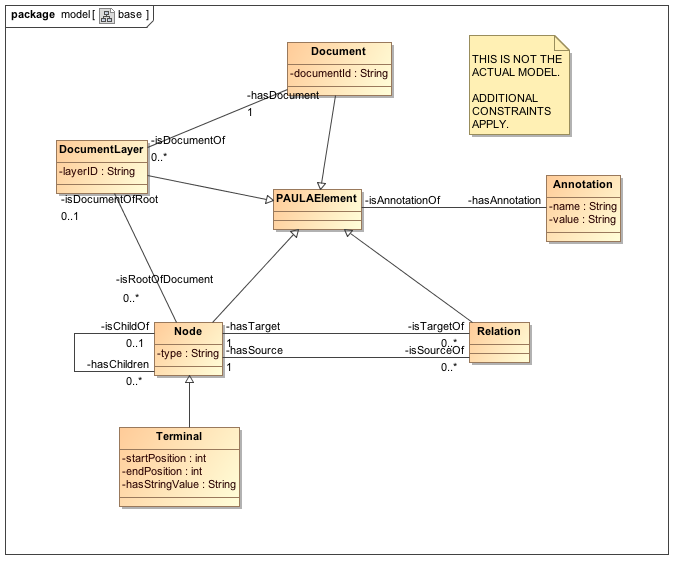 package model[ base ]
Document
-documentId : String
THIS IS NOT THE
ACTUAL MODEL.
ADDITIONAL
CONSTRAINTS
APPLY.
-hasDocument
1
-isDocumentOf
0..*
DocumentLayer
-layerID : String
-isDocumentOfRoot
0..1
PAULAElement
-isAnnotationOf
-hasAnnotation
Annotation
-name : String
-value : String
-isRootOfDocument
0..*
-isChildOf
0..1
-hasChildren
0..*
Node
-type : String
-hasTarget
1
-hasSource
1
-isTargetOf
0..*
-isSourceOf
0..*
Relation
Terminal
-startPosition : int
-endPosition : int
-hasStringValue : String